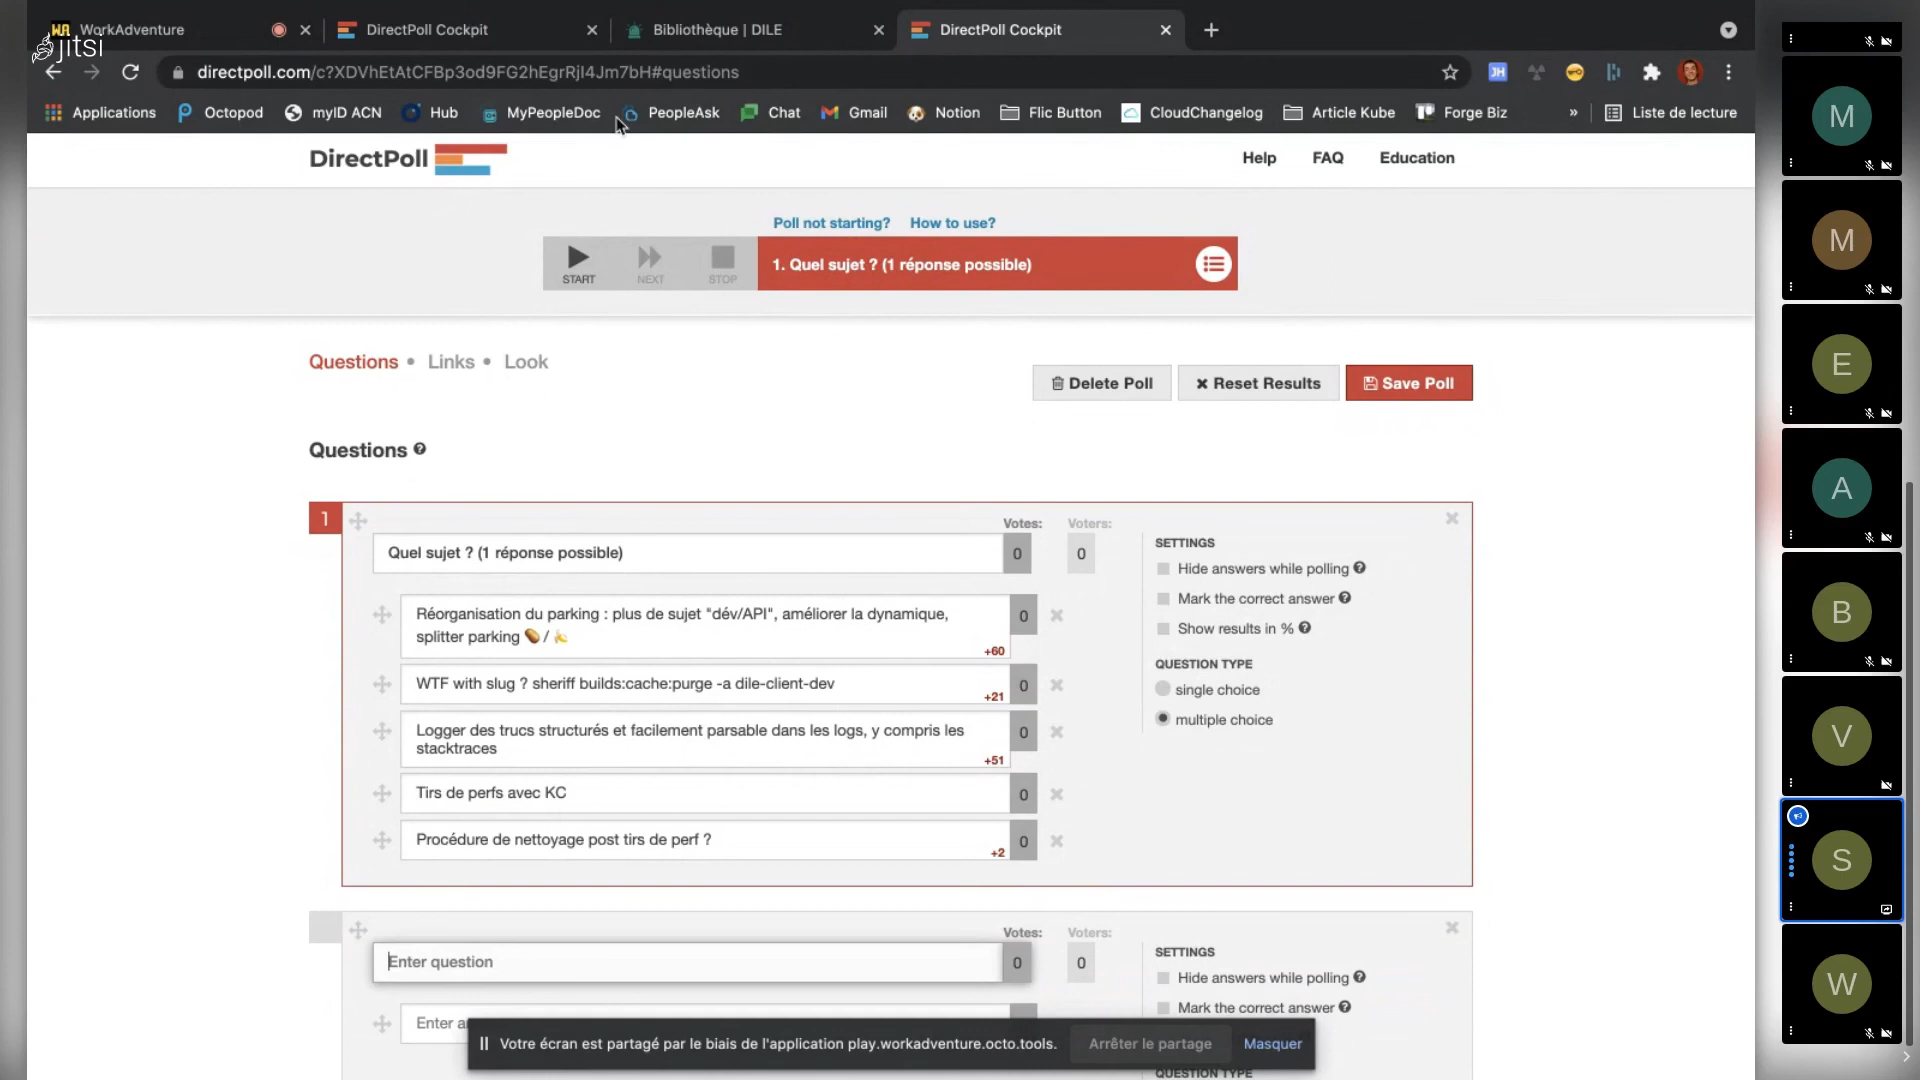 WorkAdventure
DirectPoll Cockpit
Bibliothèque | DILE
DirectPoll Cockpit
jitsi
directpoll.com/c?XDVhEtAtCFBp3od9FG2hEgrRjI4Jm7bH#questions
Applications
Octopod
myID ACN
Hub
MyPeopleDoc
PeopleAsk
Chat
Gmail
Notion
Flic Button
CloudChangelog
Article Kube
Forge Biz
»
Liste de lecture
DirectPoll
Help
FAQ
Education
Poll not starting?
How to use?
START
NEXT
STOP
1. Quel sujet ? (1 réponse possible)
Questions • Links • Look
Delete Poll
Reset Results
Save Poll
Questions
1
Votes:
Voters:
Quel sujet ? (1 réponse possible)
0
0
Réorganisation du parking : plus de sujet "dév/API", améliorer la dynamique,
splitter parking 🥔 / 🍌
+60
0
WTF with slug ? sheriff builds:cache:purge -a dile-client-dev
+21
0
Logger des trucs structurés et facilement parsable dans les logs, y compris les
stacktraces
+51
0
Tirs de perfs avec KC
0
Procédure de nettoyage post tirs de perf ?
+2
0
SETTINGS
Hide answers while polling
Mark the correct answer
Show results in %
QUESTION TYPE
single choice
multiple choice
Votes:
Voters:
Enter question
0
0
Enter
SETTINGS
Hide answers while polling
Mark the correct answer
QUESTION TYPE
Votre écran est partagé par le biais de l'application play.workadventure.octo.tools.
Arrêter le partage
Masquer
M
M
E
A
B
V
S
W